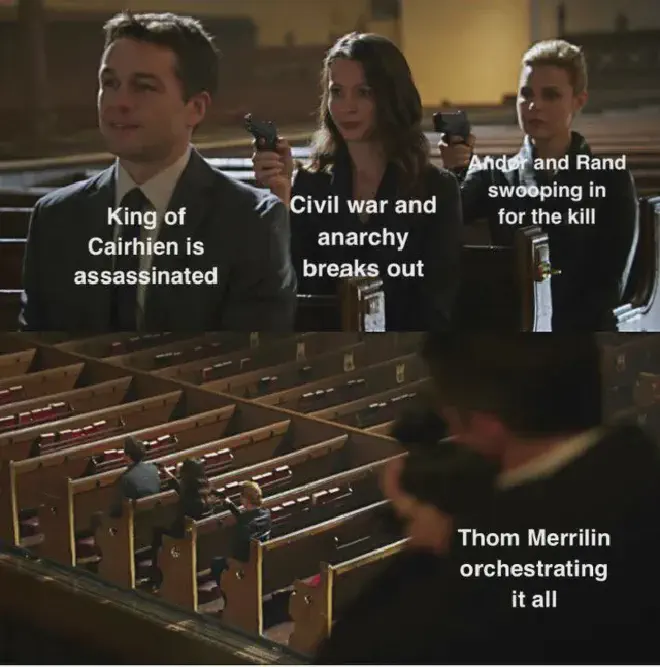 King of
Cairhien is
assassinated
Civil war and
anarchy
breaks out
Andor and Rand
swooping in
for the kill
Thom Merrilin
orchestrating
it all